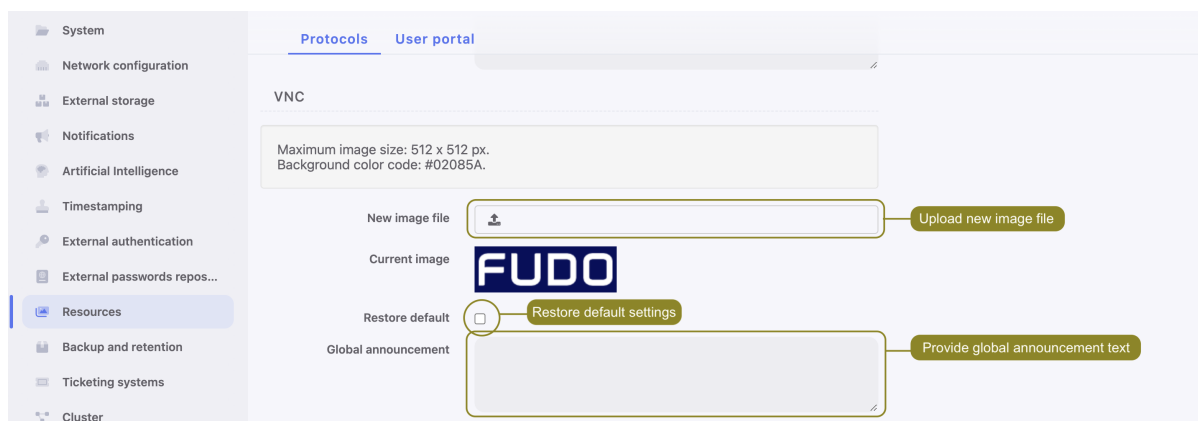 System
Network configuration
External storage
Notifications
Artificial Intelligence
Timestamping
External authentication
External passwords repos...
Resources
Backup and retention
Ticketing systems
Cluster
Protocols User portal
VNC
Maximum image size: 512 x 512 px.
Background color code: #02085A.
New image file
Upload new image file
Current image
FUDO
Restore default
Restore default settings
Global announcement
Provide global announcement text